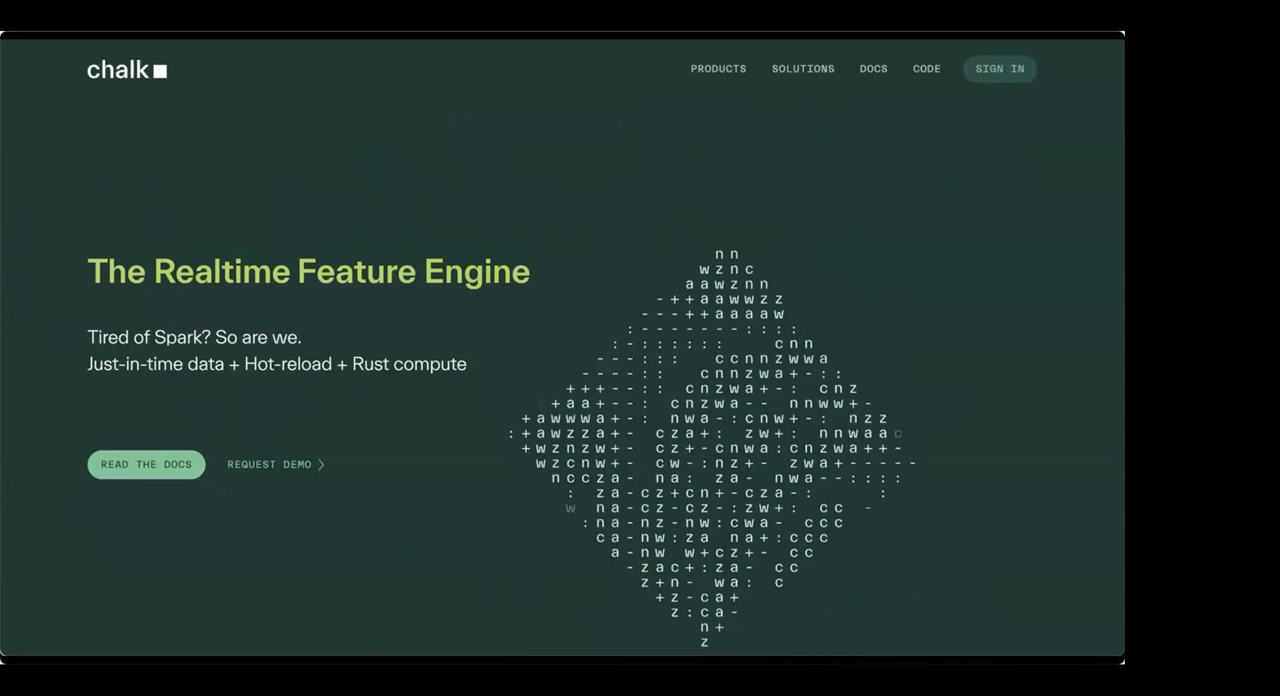 chalk
PRODUCTS SOLUTIONS DOCS CODE SIGN IN
The Realtime Feature Engine
Tired of Spark? So are we.
Just-in-time data + Hot-reload + Rust compute
READ THE DOCS REQUEST DEMO
n n
w z n c
a a w z n n
- + + a a w w z z
- - - + + a a a a w
: - - - - - - - : : : :
: - : : : : : : c n n
- - - : : : c c n n z w w a
- - - - : : c n n z w a + - : :
+ + + - - : : c n z w a + - : c n z
+ a a + - - : c n z w a - - n n w w + -
+ a w w w a + - : n w a - : c n w + - : n z z
: + a w z z a + - c z a + : z w + : n n w a a c
+ w z n z w + - c z + - c n w a : c n z w a + + -
w z c n w + - c w - : n z + - z w a + - - - - -
n c c z a - n a : z a - n w a - - : : : :
: z a - c z + c n + - c z a - : :
w n a - c z - c z - : z w + : c c -
: n a - n z - n w : c w a - c c c
c a - n w : z a n a + : c c c
a - n w w + c z + - c c
- z a c + : z a - c c
z + n - w a : c
+ z - c a +
z : c a -
n +
z